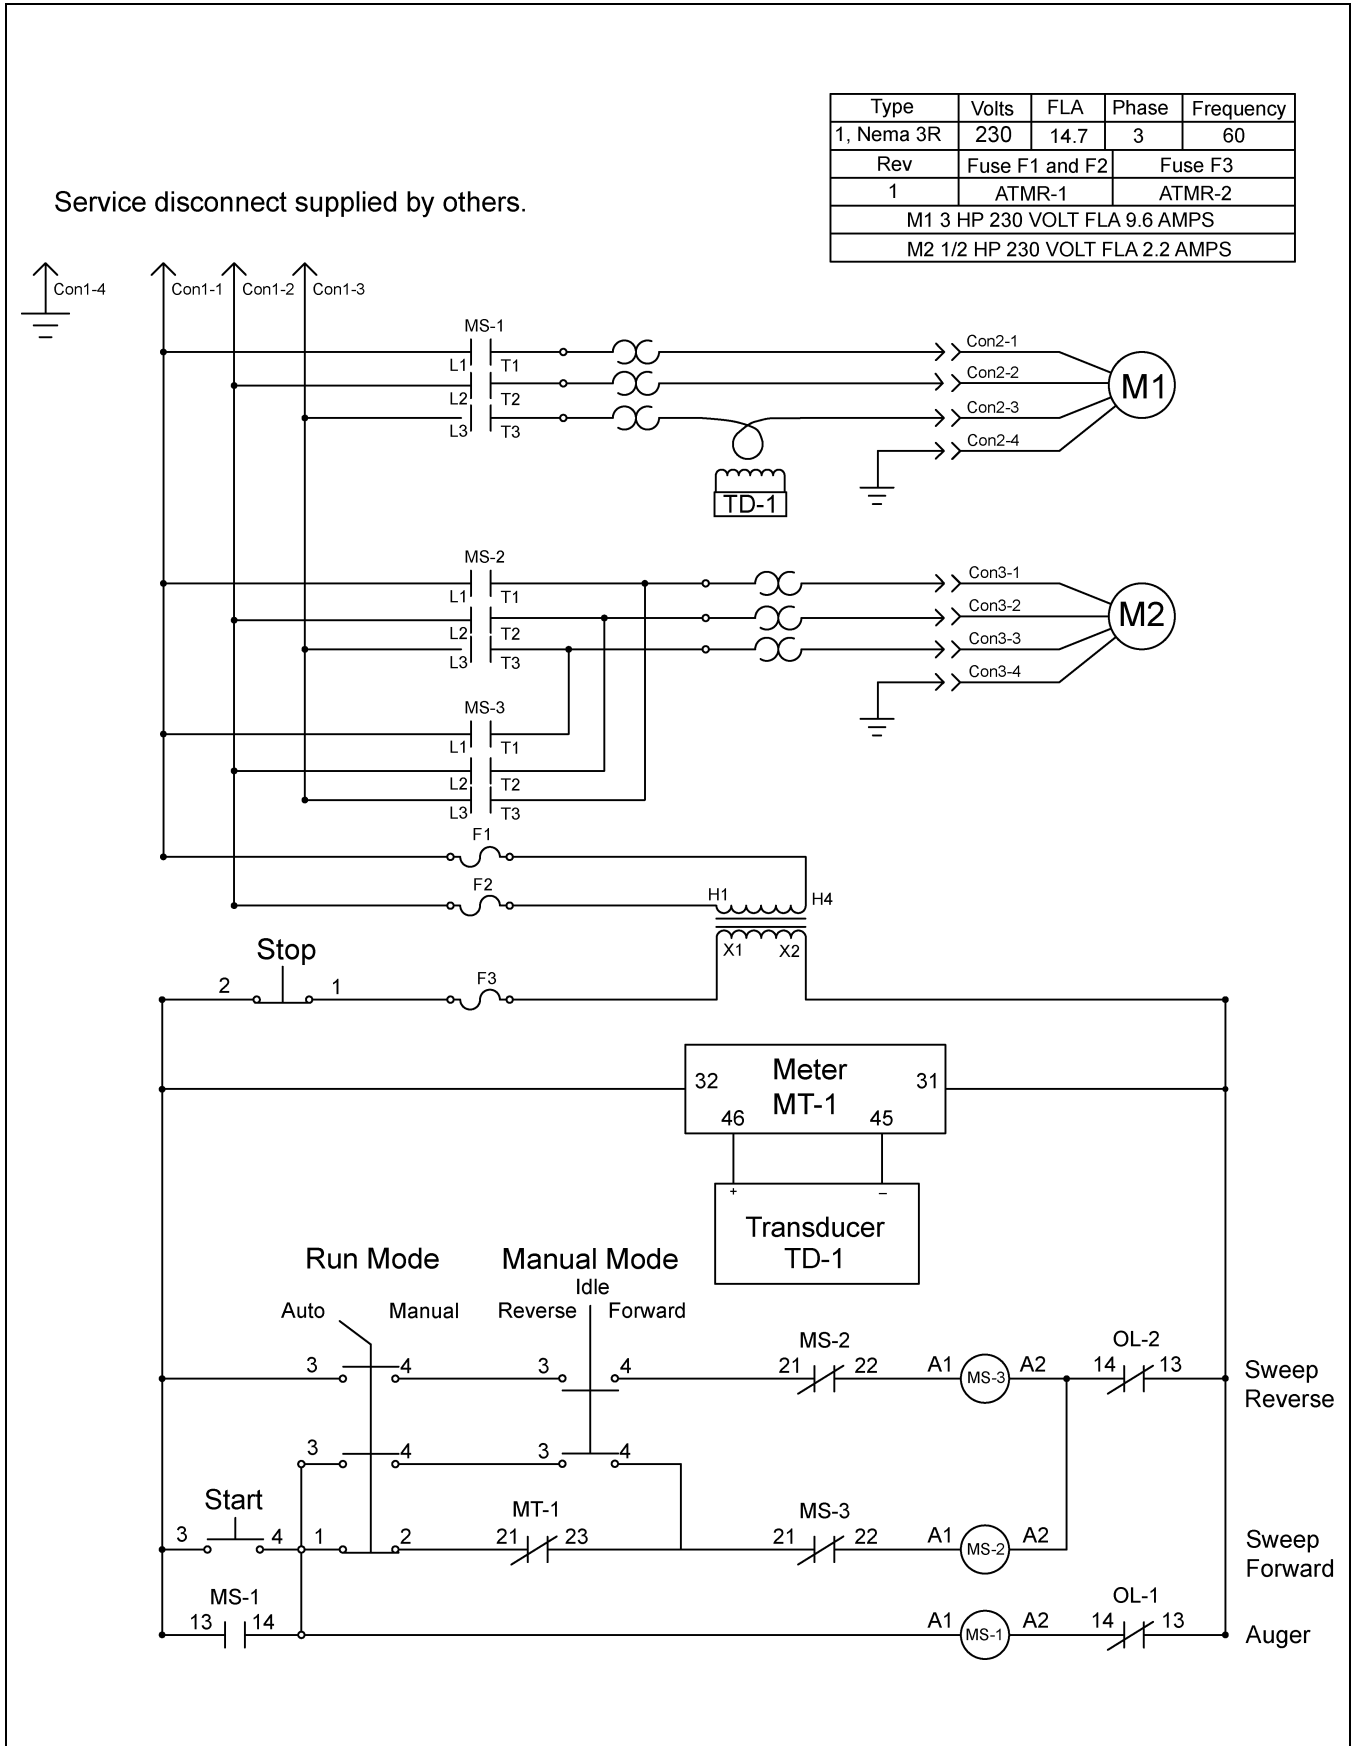 Type Volts FLA Phase Frequency
1, Nema 3R 230 14.7 3 60
Rev Fuse F1 and F2 Fuse F3
1 ATMR-1 ATMR-2
M1 3 HP 230 VOLT FLA 9.6 AMPS
M2 1/2 HP 230 VOLT FLA 2.2 AMPS
Service disconnect supplied by others.
Con1-4 Con1-1 Con1-2 Con1-3
MS-1
L1 T1 Con2-1
L2 T2 Con2-2
L3 T3 Con2-3
Con2-4
M1
TD-1
MS-2
L1 T1 Con3-1
L2 T2 Con3-2
L3 T3 Con3-3
Con3-4
M2
MS-3
L1 T1
L2 T2
L3 T3
F1
F2
H1 H4
X1 X2
Stop
2 1 F3
32 Meter 31
MT-1
46 45
+ –
Transducer
TD-1
Run Mode Manual Mode
Idle
Auto Manual Reverse Forward
3 4 3 4 MS-2 21 22 A1 MS-3 A2 OL-2 14 13
Sweep
Reverse
3 4 3 4
Start
3 4 1 2 MT-1 21 23 MS-3 21 22 A1 MS-2 A2
Sweep
Forward
MS-1
13 14 A1 MS-1 A2 OL-1 14 13 Auger